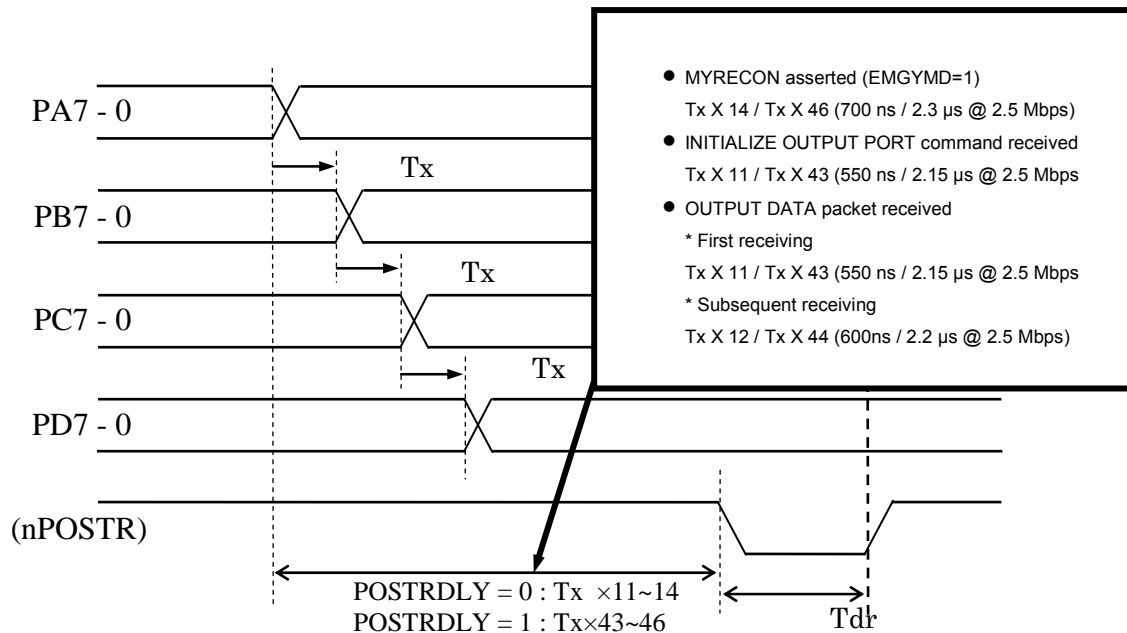 ● MYRECON asserted (EMGYMD=1)
Tx X 14 / Tx X 46 (700 ns / 2.3 µs @ 2.5 Mbps)
● INITIALIZE OUTPUT PORT command received
Tx X 11 / Tx X 43 (550 ns / 2.15 µs @ 2.5 Mbps
● OUTPUT DATA packet received
* First receiving
Tx X 11 / Tx X 43 (550 ns / 2.15 µs @ 2.5 Mbps
* Subsequent receiving
Tx X 12 / Tx X 44 (600ns / 2.2 µs @ 2.5 Mbps)
PA7 - 0
Tx
PB7 - 0
Tx
PC7 - 0
Tx
PD7 - 0
(nPOSTR)
POSTRDLY = 0 : Tx ×11~14
POSTRDLY = 1 : Tx×43~46
Tdr